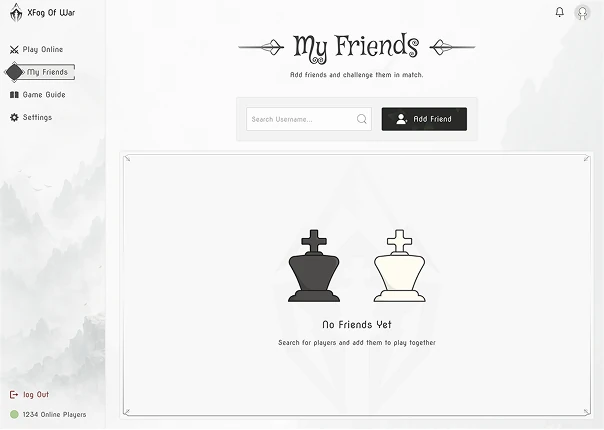 XFog Of War
Play Online
My Friends
Game Guide
Settings
log Out
1234 Online Players
My Friends
Add friends and challenge them in match.
Search Username...
Add Friend
No Friends Yet
Search for players and add them to play together